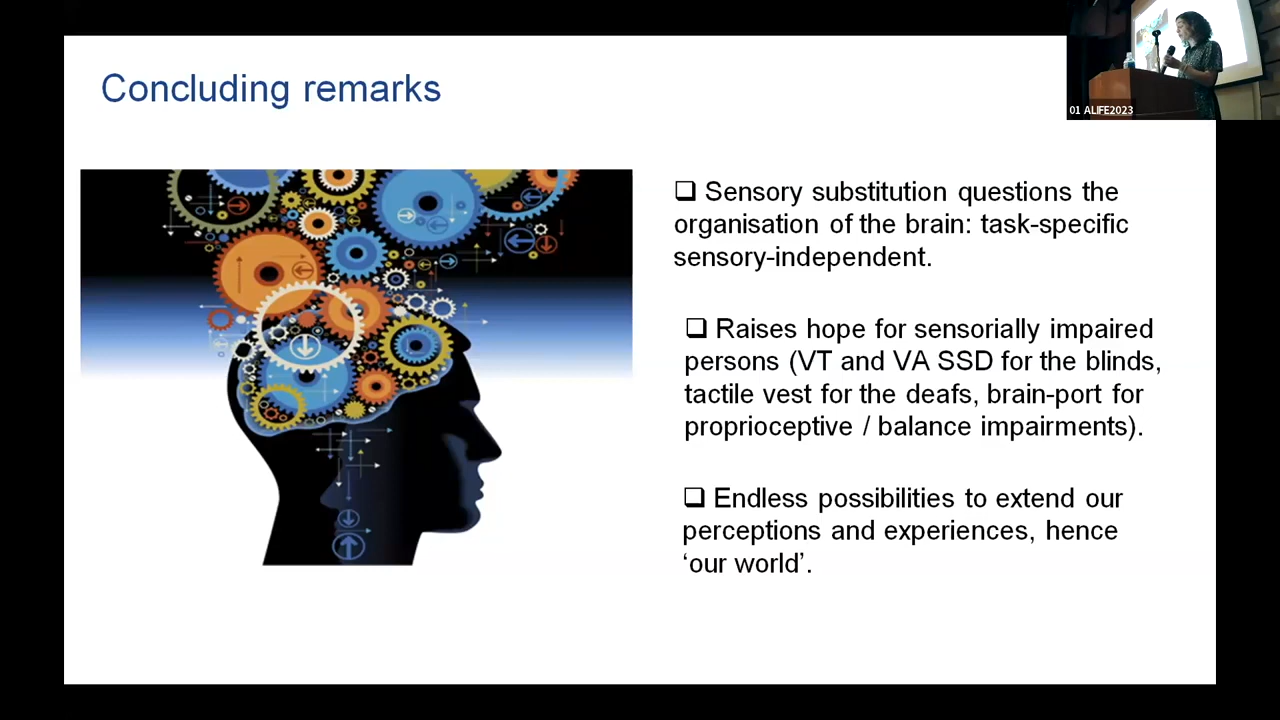 Concluding remarks
01 ALIFE2023
❑ Sensory substitution questions the
organisation of the brain: task-specific
sensory-independent.
❑ Raises hope for sensorially impaired
persons (VT and VA SSD for the blinds,
tactile vest for the deafs, brain-port for
proprioceptive / balance impairments).
❑ Endless possibilities to extend our
perceptions and experiences, hence
‘our world’.